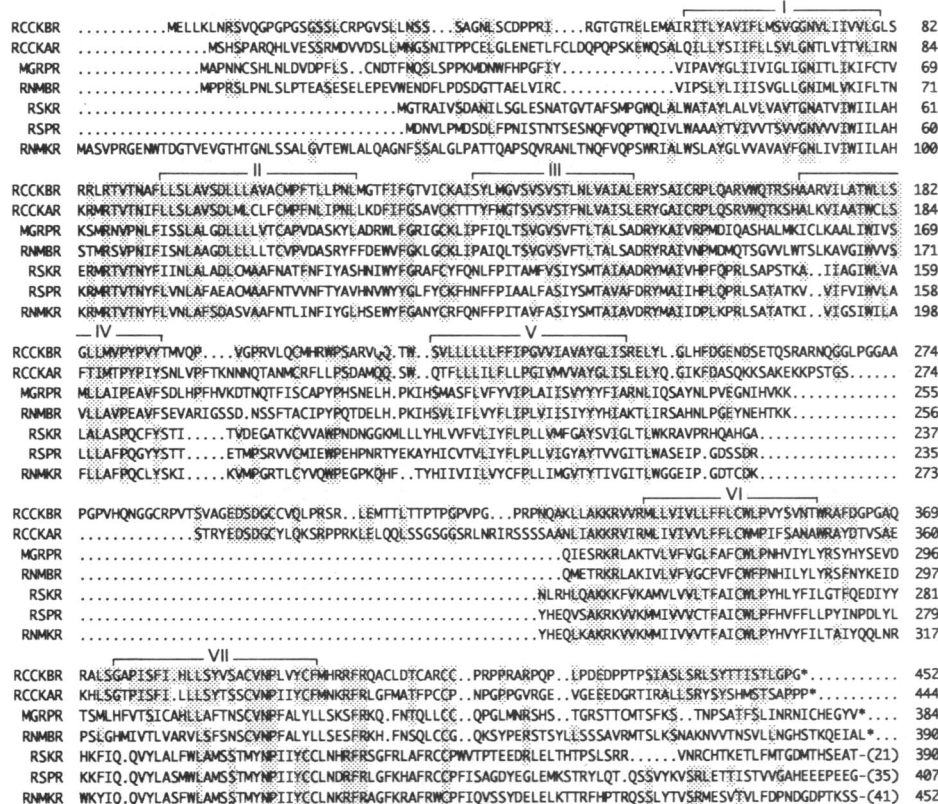 I
RCCKBR ...........MELLKLNRSVQGPGPGSGSSLCRPGVSLLNSS...SAGNLSCDPPRI....RGTGTRELEMAIRITLYAVIFLMSVGGNVLIIVVLGLS 82
RCCKAR ...............MSHSPARQHLVESSRMDVVDSLLMNGSNITPPCELGLENETLFCLDQPQPSKEWQSALQILLYSIIFLLSVLGNTLVITVLIRN 84
MGRPR ...............MAPNNCSHLNLDVDPFLS..CNDTFNQSLSPPKMDNWFHPGFIY..............VIPAVYGLIIVIGLIGNITLIKIFCTV 69
RNMBR ............MPPRSLPNLSLPTEASESELEPEVWENDFLPDSDGTTAELVIRC..............VIPSLYLIIISVGLLGNIMLVKIFLTN 71
RSKR ........................................MGTRAIVSDANILSGLESNATGVTAFSMPGWQLALWATAYLALVLVAVTGNATVIWIILAH 61
RSPR .........................................MDNVLPMDSDLFPNISTNTSESNQFVQPTWQIVLWAAAYTVIVVTSVVGNVVVIWIILAH 60
RNMKR MASVPRGENWTDGTVEVGTHTGNLSSALGVTEWLALQAGNFSSALGLPATTQAPSQVRANLTNQFVQPSWRIALWSLAYGLVVAVAVFGNLIVIWIILAH 100
II III
RCCKBR RRLRTVTNAFLLSLAVSDLLLAVACMPFTLLPNLMGTFIFGTVICKAISYLMGVSVSVSTLNLVAIALERYSAICRPLQARVWQTRSHAARVILATWLLS 182
RCCKAR KRMRTVTNIFLLSLAVSDLMLCLFCMPFNLIPNLLKDFIFGSAVCKTTTYFMGTSVSVSTFNLVAISLERYGAICRPLQSRVWQTKSHALKVIAATWCLS 184
MGRPR KSMRNVPNLFISSLALGDLLLLVTCAPVDASKYLADRWLFGRIGCKLIPFIQLTSVGVSVFTLTALSADRYKAIVRPMDIQASHALMKICLKAALIWIVS 169
RNMBR STMRSVPNIFISNLAAGDLLLLLTCVPVDASRYFFDEWVFGKLGCKLIPAIQLTSVGVSVFTLTALSADRYRAIVNPMDMQTSGVVLWTSLKAVGIWVVS 171
RSKR ERMRTVTNYFIINLALADLCMAAFNATFNFIYASHNIWYFGRAFCYFQNLFPITAMFVSIYSMTAIAADRYMAIVHPFQPRLSAPSTKA..IIAGIWLVA 159
RSPR KRMRTVTNYFLVNLAFAEACMAAFNTVVNFTYAVHNVWYYGLFYCKFHNFFPIAALFASIYSMTAVAFDRYMAIIHPLQPRLSATATKV..VIFVIWVLA 158
RNMKR KRMRTVTNYFLVNLAFSDASVAAFNTLINFIYGLHSEWYFGANYCRFQNFFPITAVFASIYSMTAIAVDRYMAIIDPLKPRLSATATKI..VIGSIWILA 198
IV V
RCCKBR GLLMVPYPVYTMVQP....VGPRVLQCMHRWPSARVQQ.TW..SVLLLLLLFFIPGVVIAVAYGLISRELYL.GLHFDGENDSETQSRARNQGGLPGGAA 274
RCCKAR FTIMTPYPIYSNLVPFTKNNNQTANMCRFLLPSDAMQQ.SW..QTFLLLILFLLPGIVMVVAYGLISLELYQ.GIKFDASQKKSAKEKKPSTGS...... 274
MGRPR MLLAIPEAVFSDLHPFHVKDTNQTFISCAPYPHSNELH.PKIHSMASFLVFYVIPLAIISVYYYFIARNLIQSAYNLPVEGNIHVKK............. 255
RNMBR VLLAVPEAVFSEVARIGSSD.NSSFTACIPYPQTDELH.PKIHSVLIFLVYFLIPLVIISIYYYHIAKTLIRSAHNLPGEYNEHTKK............. 256
RSKR LALASPQCFYSTI.....TVDEGATKCVVAWPNDNGGKMLLLYHLVVFVLIYFLPLLVMFGAYSVIGLTLWKRAVPRHQAHGA................. 237
RSPR LLLAFPQGYYSTT.....ETMPSRVVCMIEWPEHPNRTYEKAYHICVTVLIYFLPLLVIGYAYTVVGITLWASEIP.GDSSDR................. 235
RNMKR FLLAFPQCLYSKI.....KVMPGRTLCYVQWPEGPKQHF..TYHIIVIILVYCFPLLIMGVTYTIVGITLWGGEIP.GDTCDK................. 273
VI
RCCKBR PGPVHQNGGCRPVTSVAGEDSDGCCVQLPRSR..LEMTTLTTPTPGPVPG...PRPNQAKLLAKKRVVRMLLVIVLLFFLCWLPVYSVNTWRAFDGPGAQ 369
RCCKAR ..............STRYEDSDGCYLQKSRPPRKLELQQLSSGSGGSRLNRIRSSSSAANLIAKKRVIRMLIVIVVLFFLCWMPIFSANAWRAYDTVSAE 360
MGRPR ...........................................................QIESRKRLAKTVLVFVGLFAFCWLPNHVIYLYRSYHYSEVD 296
RNMBR ...........................................................QMETRKRLAKIVLVFVGCFVFCWFPNHILYLYRSFNYKEID 297
RSKR ........................................................NLRHLQAKKKFVKAMVLVVLTFAICWLPYHLYFILGTFQEDIYY 281
RSPR .........................................................YHEQVSAKRKVVKMMIVVVCTFAICWLPFHVFFLLPYINPDLYL 279
RNMKR .........................................................YHEQLKAKRKVVKMMIIVVVTFAICWLPYHVYFILTAIYQQLNR 317
VII
RCCKBR RALSGAPISFI.HLLSYVSACVNPLVYCFMHRRFRQACLDTCARCC..PRPPRARPQP..LPDEDPPTPSIASLSRLSYTTISTLGPG* 452
RCCKAR KHLSGTPISFI.LLLSYTSSCVNPIIYCFMNKRFRLGFMATFPCCP..NPGPPGVRGE..VGEEEDGRTIRALLSRYSYSHMSTSAPPP* 444
MGRPR TSMLHFVTSICAHLLAFTNSCVNPFALYLLSKSFRKQ.FNTQLLCC..QPGLMNRSHS..TGRSTTCMTSFKS..TNPSATFSLINRNICHEGYV*.... 384
RNMBR PSLGHMIVTLVARVLSFSNSCVNPFALYLLSESFRKH.FNSQLCCG..QKSYPERSTSYLLSSSAVRMTSLKSNAKNVVTNSVLLNGHSTKQEIAL*... 390
RSKR HKFIQ.QVYLALFWLAMSSTMYNPIIYCCLNHRFRSGFRLAFRCCPWVTPTEEDRLELTHTPSLSRR....VNRCHTKETLFMTGDMTHSEAT-(21) 390
RSPR KKFIQ.QVYLASMWLAMSSTMYNPIIYCCLNDRFRLGFKHAFRCCPFISAGDYEGLEMKSTRYLQT.QSSVYKVSRLETTISTVVGAHEEEPEEG-(35) 407
RNMKR WKYIQ.QVYLASFWLAMSSTMYNPIIYCCLNKRFRAGFKRAFRWCPFIQVSSYDELELKTTRFHPTRQSSLYTVSRMESVTVLFDPNDGDPTKSS-(41) 452